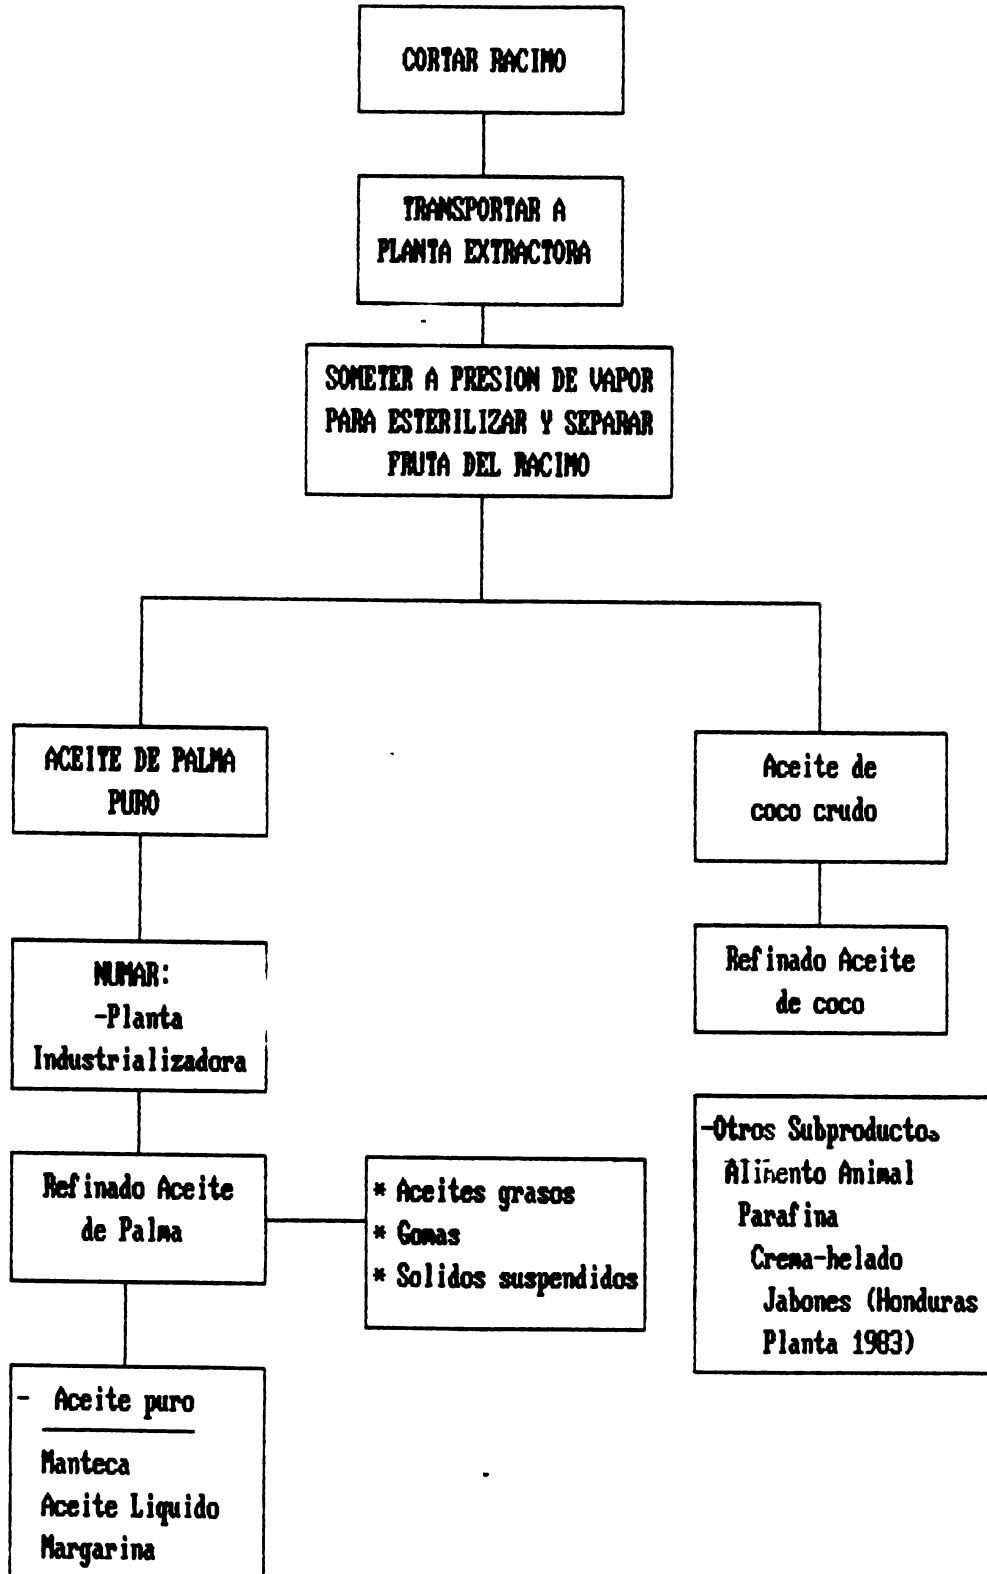 CORTAR RACIMO
TRANSPORTAR A
PLANTA EXTRACTORA
SOMETER A PRESION DE VAPOR
PARA ESTERILIZAR Y SEPARAR
FRUTA DEL RACIMO
ACEITE DE PALMA
PURO
Aceite de
coco crudo
NUMAR:
-Planta
Industrializadora
Refinado Aceite
de coco
Refinado Aceite
de Palma
* Aceites grasos
* Gomas
* Solidos suspendidos
-Otros Subproductos
Alimento Animal
Parafina
Crema-helado
Jabones (Honduras
Planta 1983)
- Aceite puro
Manteca
Aceite Liquido
Margarina